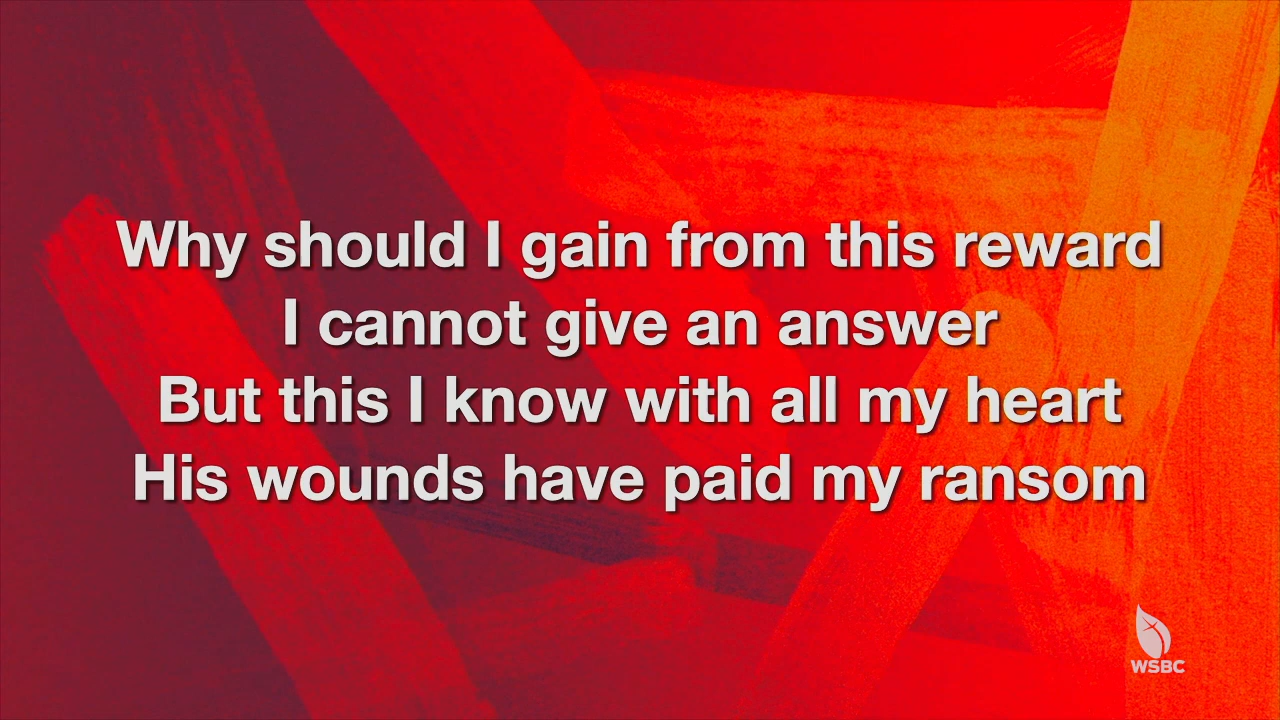 Why should I gain from this reward
I cannot give an answer
But this I know with all my heart
His wounds have paid my ransom
WSBC